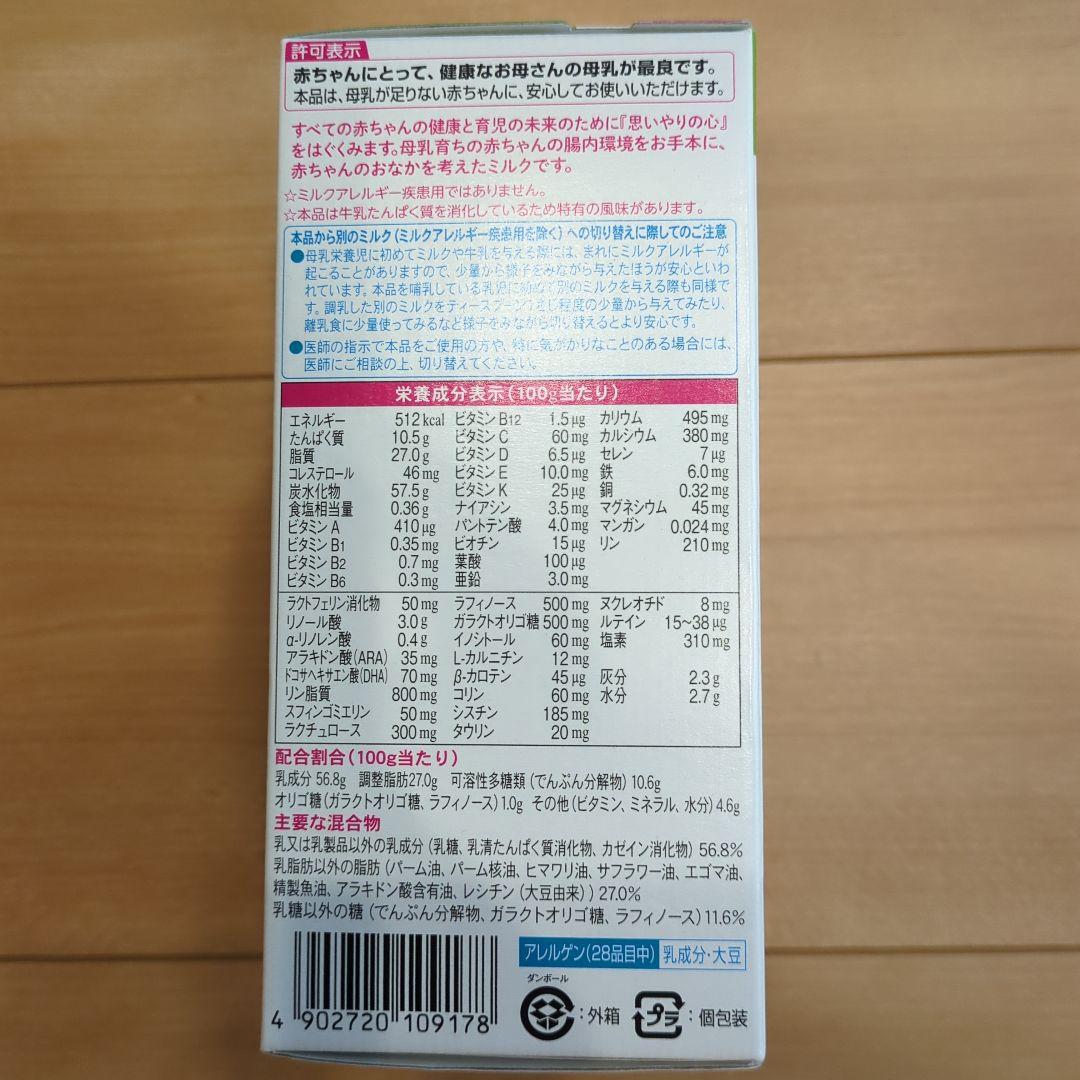 許可表示
赤ちゃんにとって、健康なお母さんの母乳が最良です。
本品は、母乳が足りない赤ちゃんに、安心してお使いいただけます。
すべての赤ちゃんの健康と育児の未来のために『思いやりの心』
をはぐくみます。母乳育ちの赤ちゃんの腸内環境をお手本に、
赤ちゃんのおなかを考えたミルクです。
☆ミルクアレルギー疾患用ではありません。
☆本品は牛乳たんぱく質を消化しているため特有の風味があります。
本品から別のミルク（ミルクアレルギー疾患用を除く）への切り替えに際してのご注意
●母乳栄養児に初めてミルクや牛乳を与える際には、まれにミルクアレルギーが
起こることがありますので、少量から様子をみながら与えたほうが安心といわ
れています。本品を哺乳している乳児に初めて別のミルクを与える際も同様で
す。調乳した別のミルクをティースプーン1さじ程度の少量から与えてみたり、
離乳食に少量使ってみるなど様子をみながら切り替えるとより安心です。
●医師の指示で本品をご使用の方や、特に気がかりなことのある場合には、
医師にご相談の上、切り替えてください。
栄養成分表示（100g当たり）
エネルギー 512kcal ビタミンB12 1.5μg カリウム 495mg
たんぱく質 10.5g ビタミンC 60mg カルシウム 380mg
脂質 27.0g ビタミンD 6.5μg セレン 7μg
コレステロール 46mg ビタミンE 10.0mg 鉄 6.0mg
炭水化物 57.5g ビタミンK 25μg 銅 0.32mg
食塩相当量 0.36g ナイアシン 3.5mg マグネシウム 45mg
ビタミンA 410μg パントテン酸 4.0mg マンガン 0.024mg
ビタミンB1 0.35mg ビオチン 15μg リン 210mg
ビタミンB2 0.7mg 葉酸 100μg
ビタミンB6 0.3mg 亜鉛 3.0mg
ラクトフェリン消化物 50mg ラフィノース 500mg ヌクレオチド 8mg
リノール酸 3.0g ガラクトオリゴ糖 500mg ルテイン 15〜38μg
α-リノレン酸 0.4g イノシトール 60mg 塩素 310mg
アラキドン酸（ARA） 35mg L-カルニチン 12mg
ドコサヘキサエン酸（DHA） 70mg β-カロテン 45μg 灰分 2.3g
リン脂質 800mg コリン 60mg 水分 2.7g
スフィンゴミエリン 50mg シスチン 185mg
ラクチュロース 300mg タウリン 20mg
配合割合（100g当たり）
乳成分 56.8g 調整脂肪27.0g 可溶性多糖類（でんぷん分解物）10.6g
オリゴ糖（ガラクトオリゴ糖、ラフィノース）1.0g その他（ビタミン、ミネラル、水分）4.6g
主要な混合物
乳又は乳製品以外の乳成分（乳糖、乳清たんぱく質消化物、カゼイン消化物）56.8%
乳脂肪以外の脂肪（パーム油、パーム核油、ヒマワリ油、サフラワー油、エゴマ油、
精製魚油、アラキドン酸含有油、レシチン（大豆由来））27.0%
乳糖以外の糖（でんぷん分解物、ガラクトオリゴ糖、ラフィノース）11.6%
アレルゲン（28品目中） 乳成分・大豆
ダンボール
：外箱 プラ ：個包装
4 902720 109178